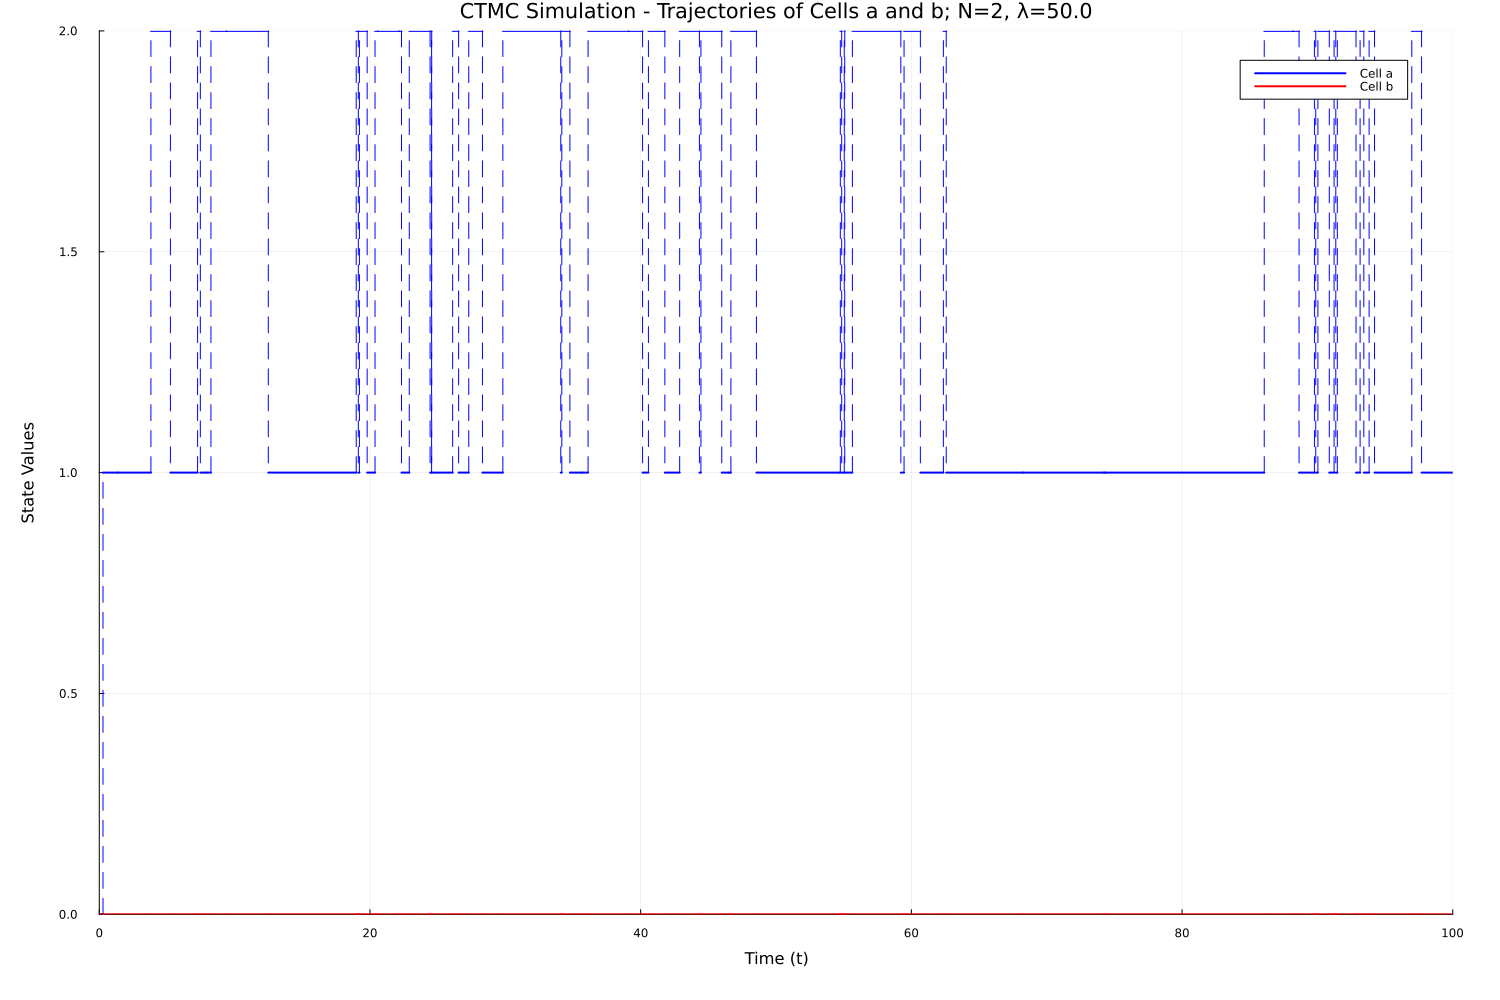 CTMC Simulation - Trajectories of Cells a and b; N=2, λ=50.0
2.0
Cell a
Cell b
1.5
State Values
1.0
0.5
0.0
0 20 40 60 80 100
Time (t)